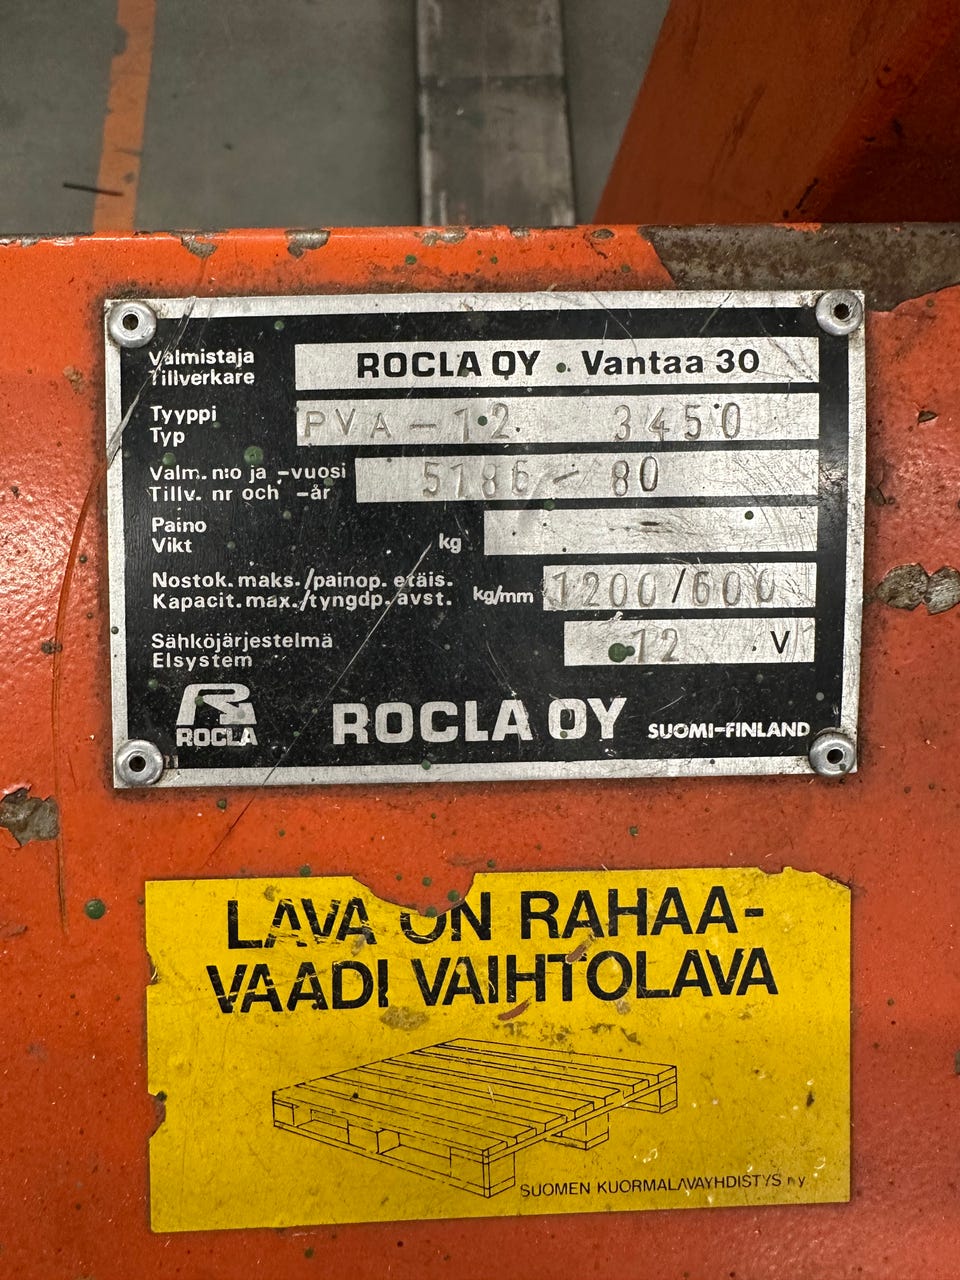 Valmistaja
Tillverkare
ROCLA OY . Vantaa 30
Tyyppi
Typ
PVA-12 3450
Valm. n:o ja -vuosi
Tillv. nr och -år
5186-80
Paino
Vikt
kg
Nostok. maks./painop. etäis.
Kapacit. max./tyngdp. avst.
kg/mm
1200/600
Sähköjärjestelmä
Elsystem
12 V
ROCLA
ROCLA OY SUOMI-FINLAND
LAVA ON RAHAA-
VAADI VAIHTOLAVA
SUOMEN KUORMALAVAYHDISTYS ry